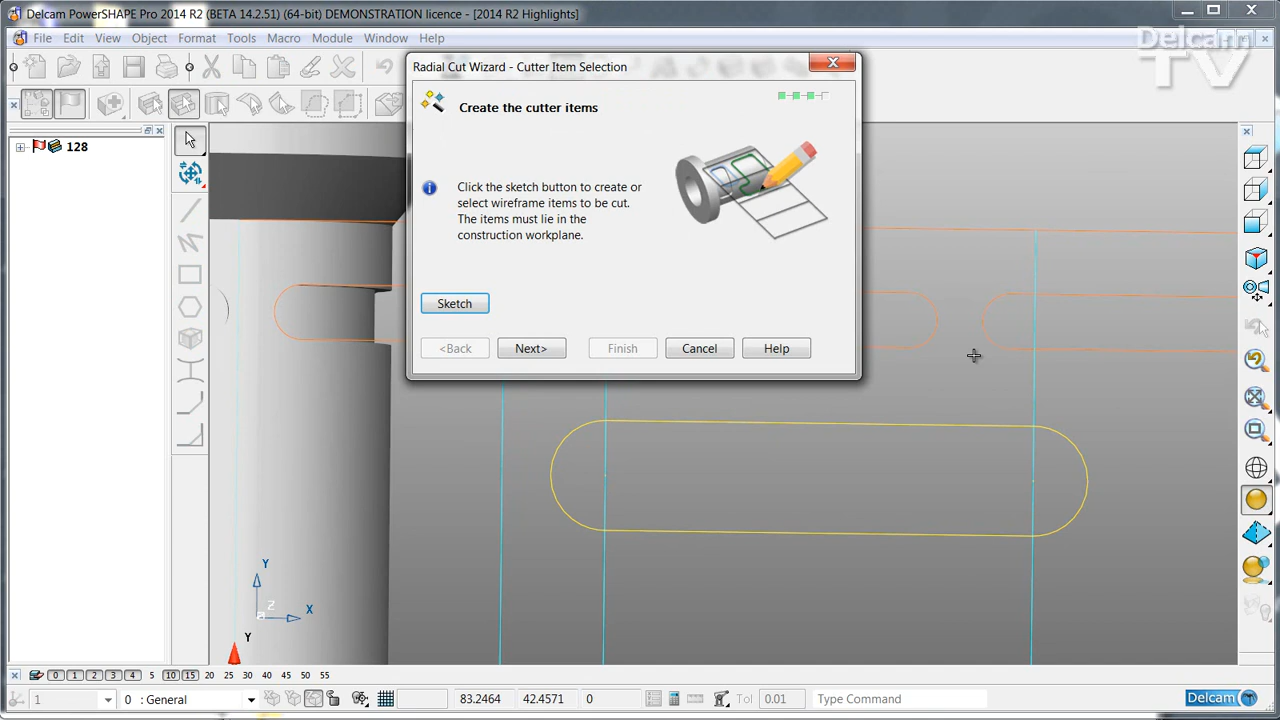 Delcam PowerSHAPE Pro 2014 R2 (BETA 14.2.51) (64-bit) DEMONSTRATION licence - [2014 R2 Highlights]
File Edit View Object Format Tools Macro Module Window Help
Delcam
TV
Radial Cut Wizard - Cutter Item Selection
Create the cutter items
Click the sketch button to create or
select wireframe items to be cut.
The items must lie in the
construction workplane.
Sketch
<Back Next> Finish Cancel Help
128
Y
Z
X
Y
0 1 2 3 4 5 10 15 20 25 30 35 40 45 50 55
1 0 : General 83.2464 42.4571 0 Tol 0.01 Type Command Delcam